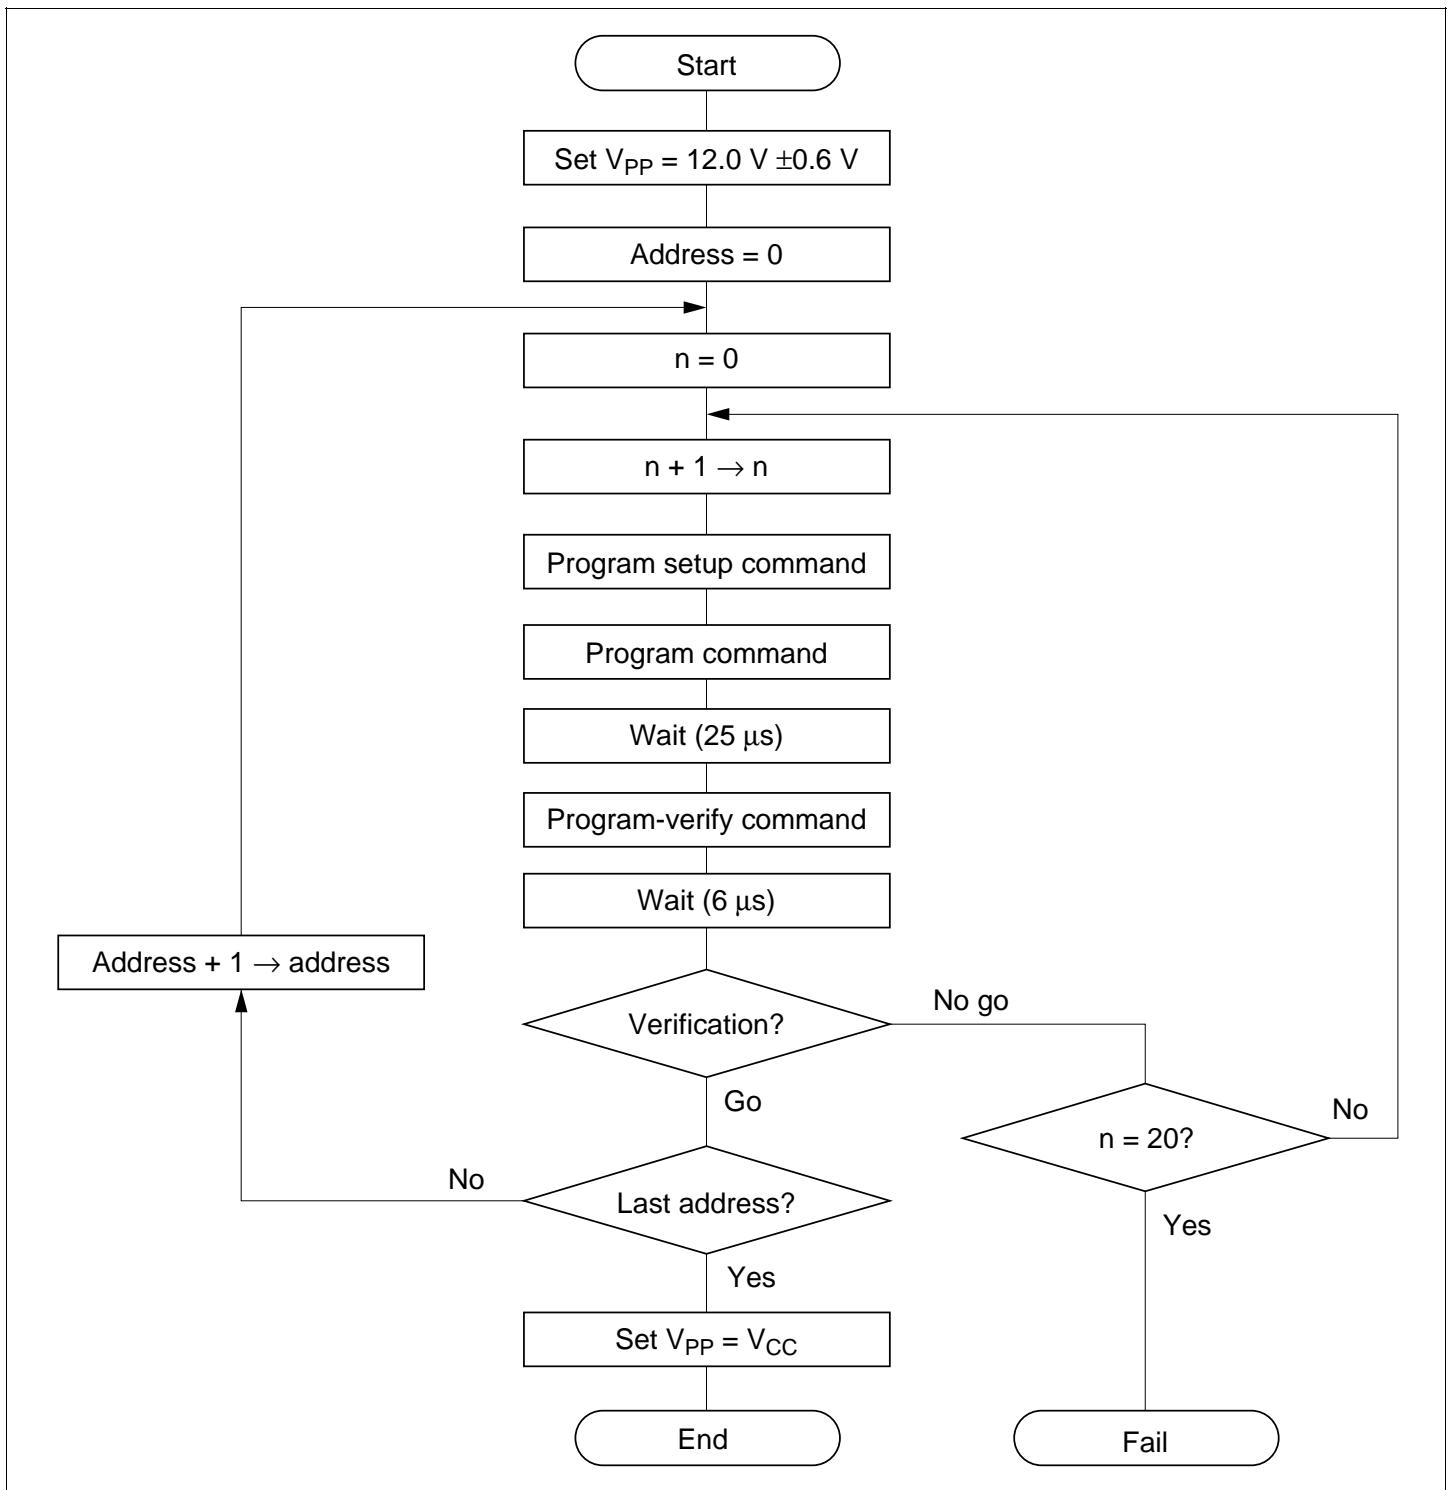 Start
Set VPP = 12.0 V ±0.6 V
Address = 0
n = 0
n + 1 → n
Program setup command
Program command
Wait (25 μs)
Program-verify command
Wait (6 μs)
Address + 1 → address
Verification?
No go
Go
n = 20?
No
Last address?
No
Yes
Yes
Set VPP = VCC
End
Fail